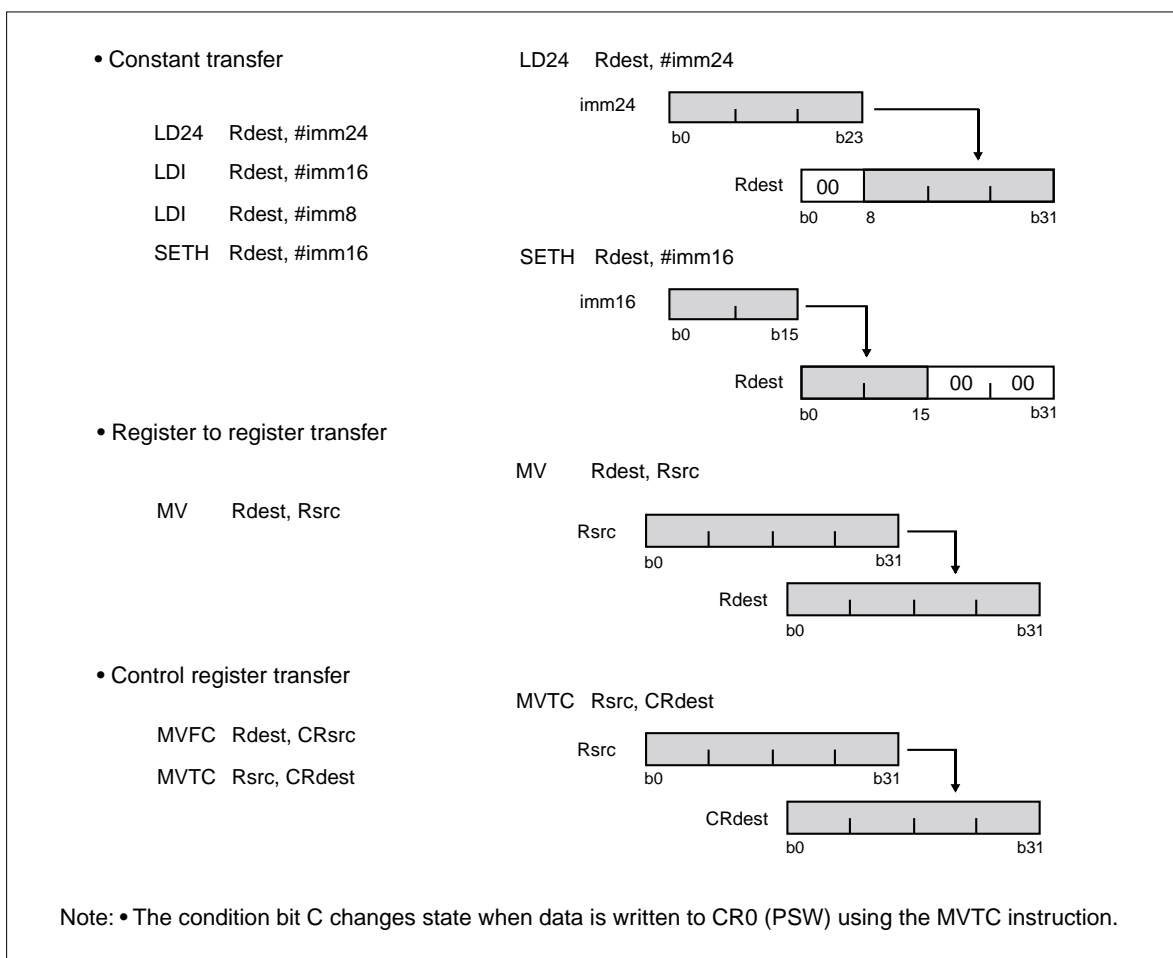 • Constant transfer
LD24 Rdest, #imm24
LDI Rdest, #imm16
LDI Rdest, #imm8
SETH Rdest, #imm16
LD24 Rdest, #imm24
imm24
b0 b23
Rdest 00
b0 8 b31
SETH Rdest, #imm16
imm16
b0 b15
Rdest 00 00
b0 15 b31
• Register to register transfer
MV Rdest, Rsrc
MV Rdest, Rsrc
Rsrc
b0 b31
Rdest
b0 b31
• Control register transfer
MVFC Rdest, CRsrc
MVTC Rsrc, CRdest
MVTC Rsrc, CRdest
Rsrc
b0 b31
CRdest
b0 b31
Note: • The condition bit C changes state when data is written to CR0 (PSW) using the MVTC instruction.